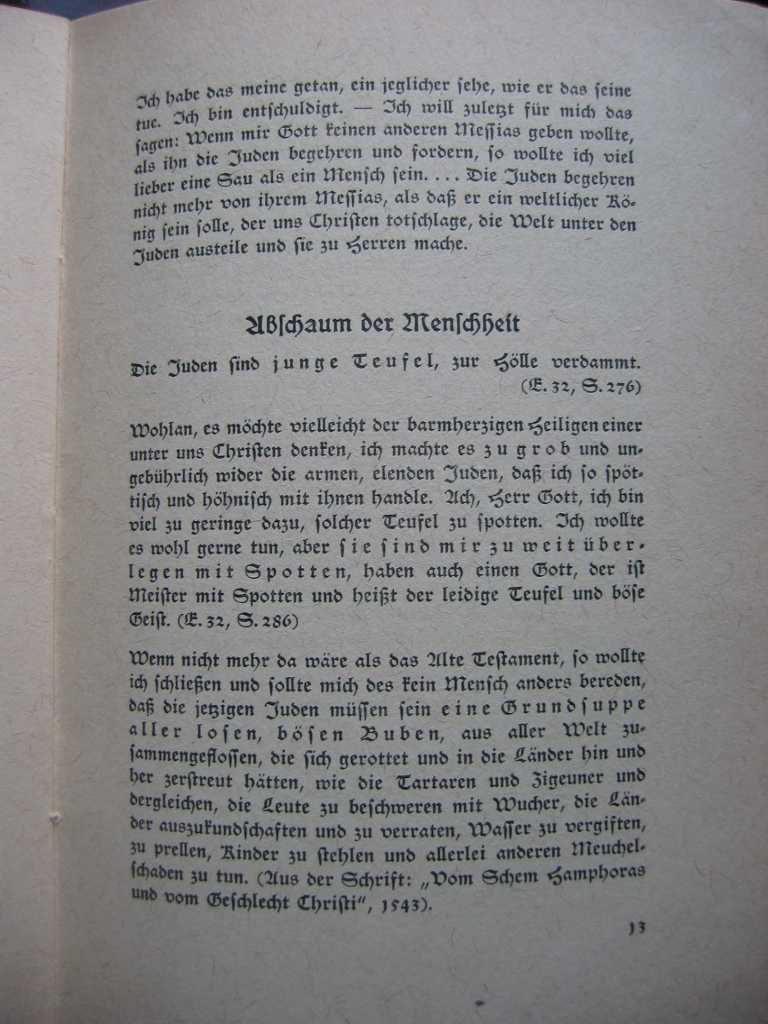 Ich habe das meine getan, ein jeglicher sehe, wie er das seine
tue. Ich bin entschuldigt. — Ich will zuletzt für mich das
sagen: Wenn mir Gott keinen anderen Messias geben wollte,
als ihn die Juden begehren und fordern, so wollte ich viel
lieber eine Sau als ein Mensch sein. ... Die Juden begehren
nicht mehr von ihrem Messias, als daß er ein weltlicher Kö-
nig sein solle, der uns Christen totschlage, die Welt unter den
Juden austeile und sie zu Herren mache.
Abschaum der Menschheit
Die Juden sind junge Teufel, zur Hölle verdammt.
(E. 32, S. 276)
Wohlan, es möchte vielleicht der barmherzigen Heiligen einer
unter uns Christen denken, ich machte es zu grob und un-
gebührlich wider die armen, elenden Juden, daß ich so spöt-
tisch und höhnisch mit ihnen handle. Ach, Herr Gott, ich bin
viel zu geringe dazu, solcher Teufel zu spotten. Ich wollte
es wohl gerne tun, aber sie sind mir zu weit über-
legen mit Spotten, haben auch einen Gott, der ist
Meister mit Spotten und heißt der leidige Teufel und böse
Geist. (E. 32, S. 286)
Wenn nicht mehr da wäre als das Alte Testament, so wollte
ich schließen und sollte mich des kein Mensch anders bereden,
daß die jetzigen Juden müssen sein eine Grundsuppe
aller losen, bösen Buben, aus aller Welt zu-
sammengeflossen, die sich gerottet und in die Länder hin und
her zerstreut hätten, wie die Tartaren und Zigeuner und
dergleichen, die Leute zu beschweren mit Wucher, die Län-
der auszukundschaften und zu verraten, Wasser zu vergiften,
zu prellen, Kinder zu stehlen und allerlei anderen Meuchel-
schaden zu tun. (Aus der Schrift: „Vom Schem Hamphoras
und vom Geschlecht Christi“, 1543).
13